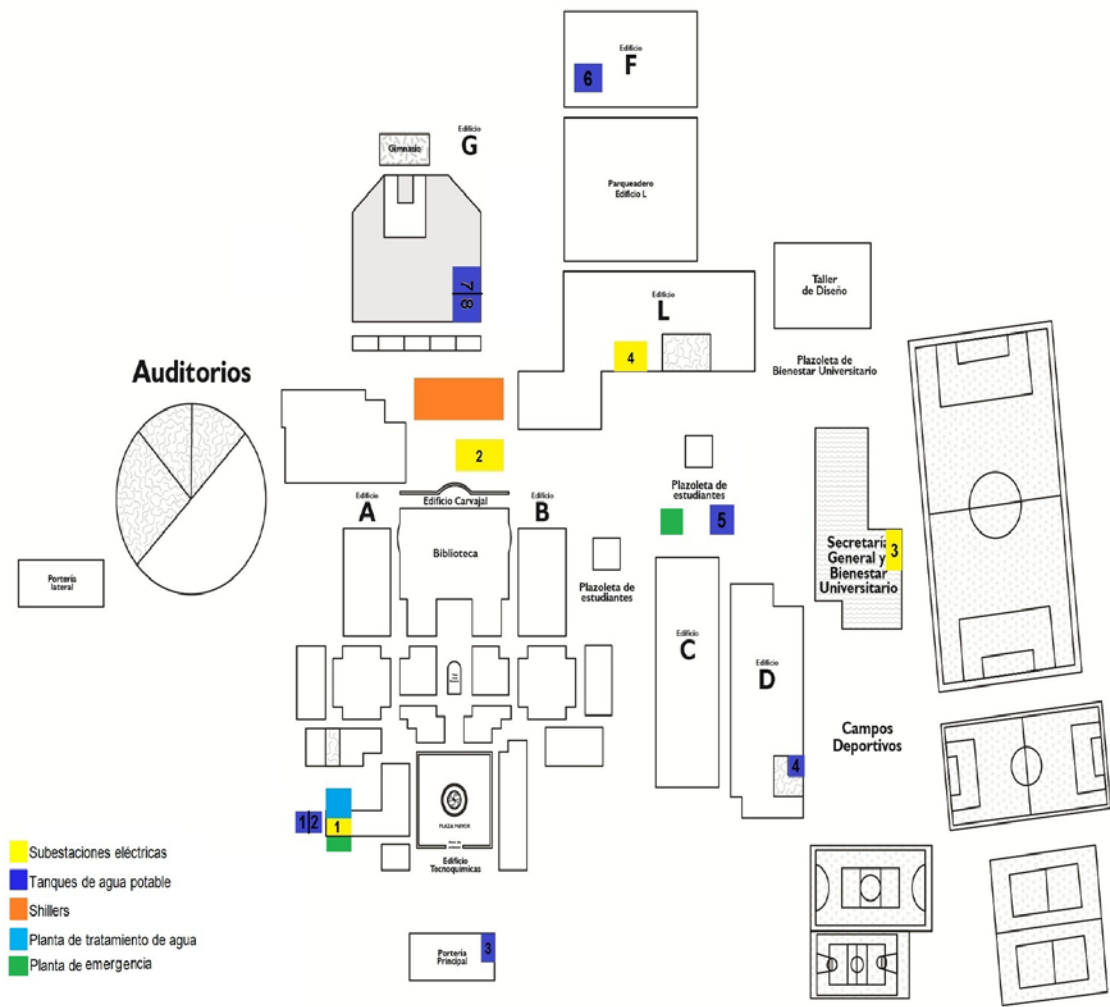 Edificio
F
6
Edificio
G
Gimnasio
Parqueadero
Edificio L
7
8
Taller
de Diseño
Edificio
L
4
Plazoleta de
Bienestar Universitario
Auditorios
2
Plazoleta de
estudiantes
5
Edificio
A
Edificio Carvajal
Edificio
B
Biblioteca
Plazoleta de
estudiantes
Secretaría
General y
Bienestar
Universitario
3
Portería
lateral
Edificio
C
Edificio
D
Campos
Deportivos
4
1
2
1
PLAZA MAYOR
Edificio
Tecnoquímicas
Portería
Principal
3
Subestaciones eléctricas
Tanques de agua potable
Shillers
Planta de tratamiento de agua
Planta de emergencia